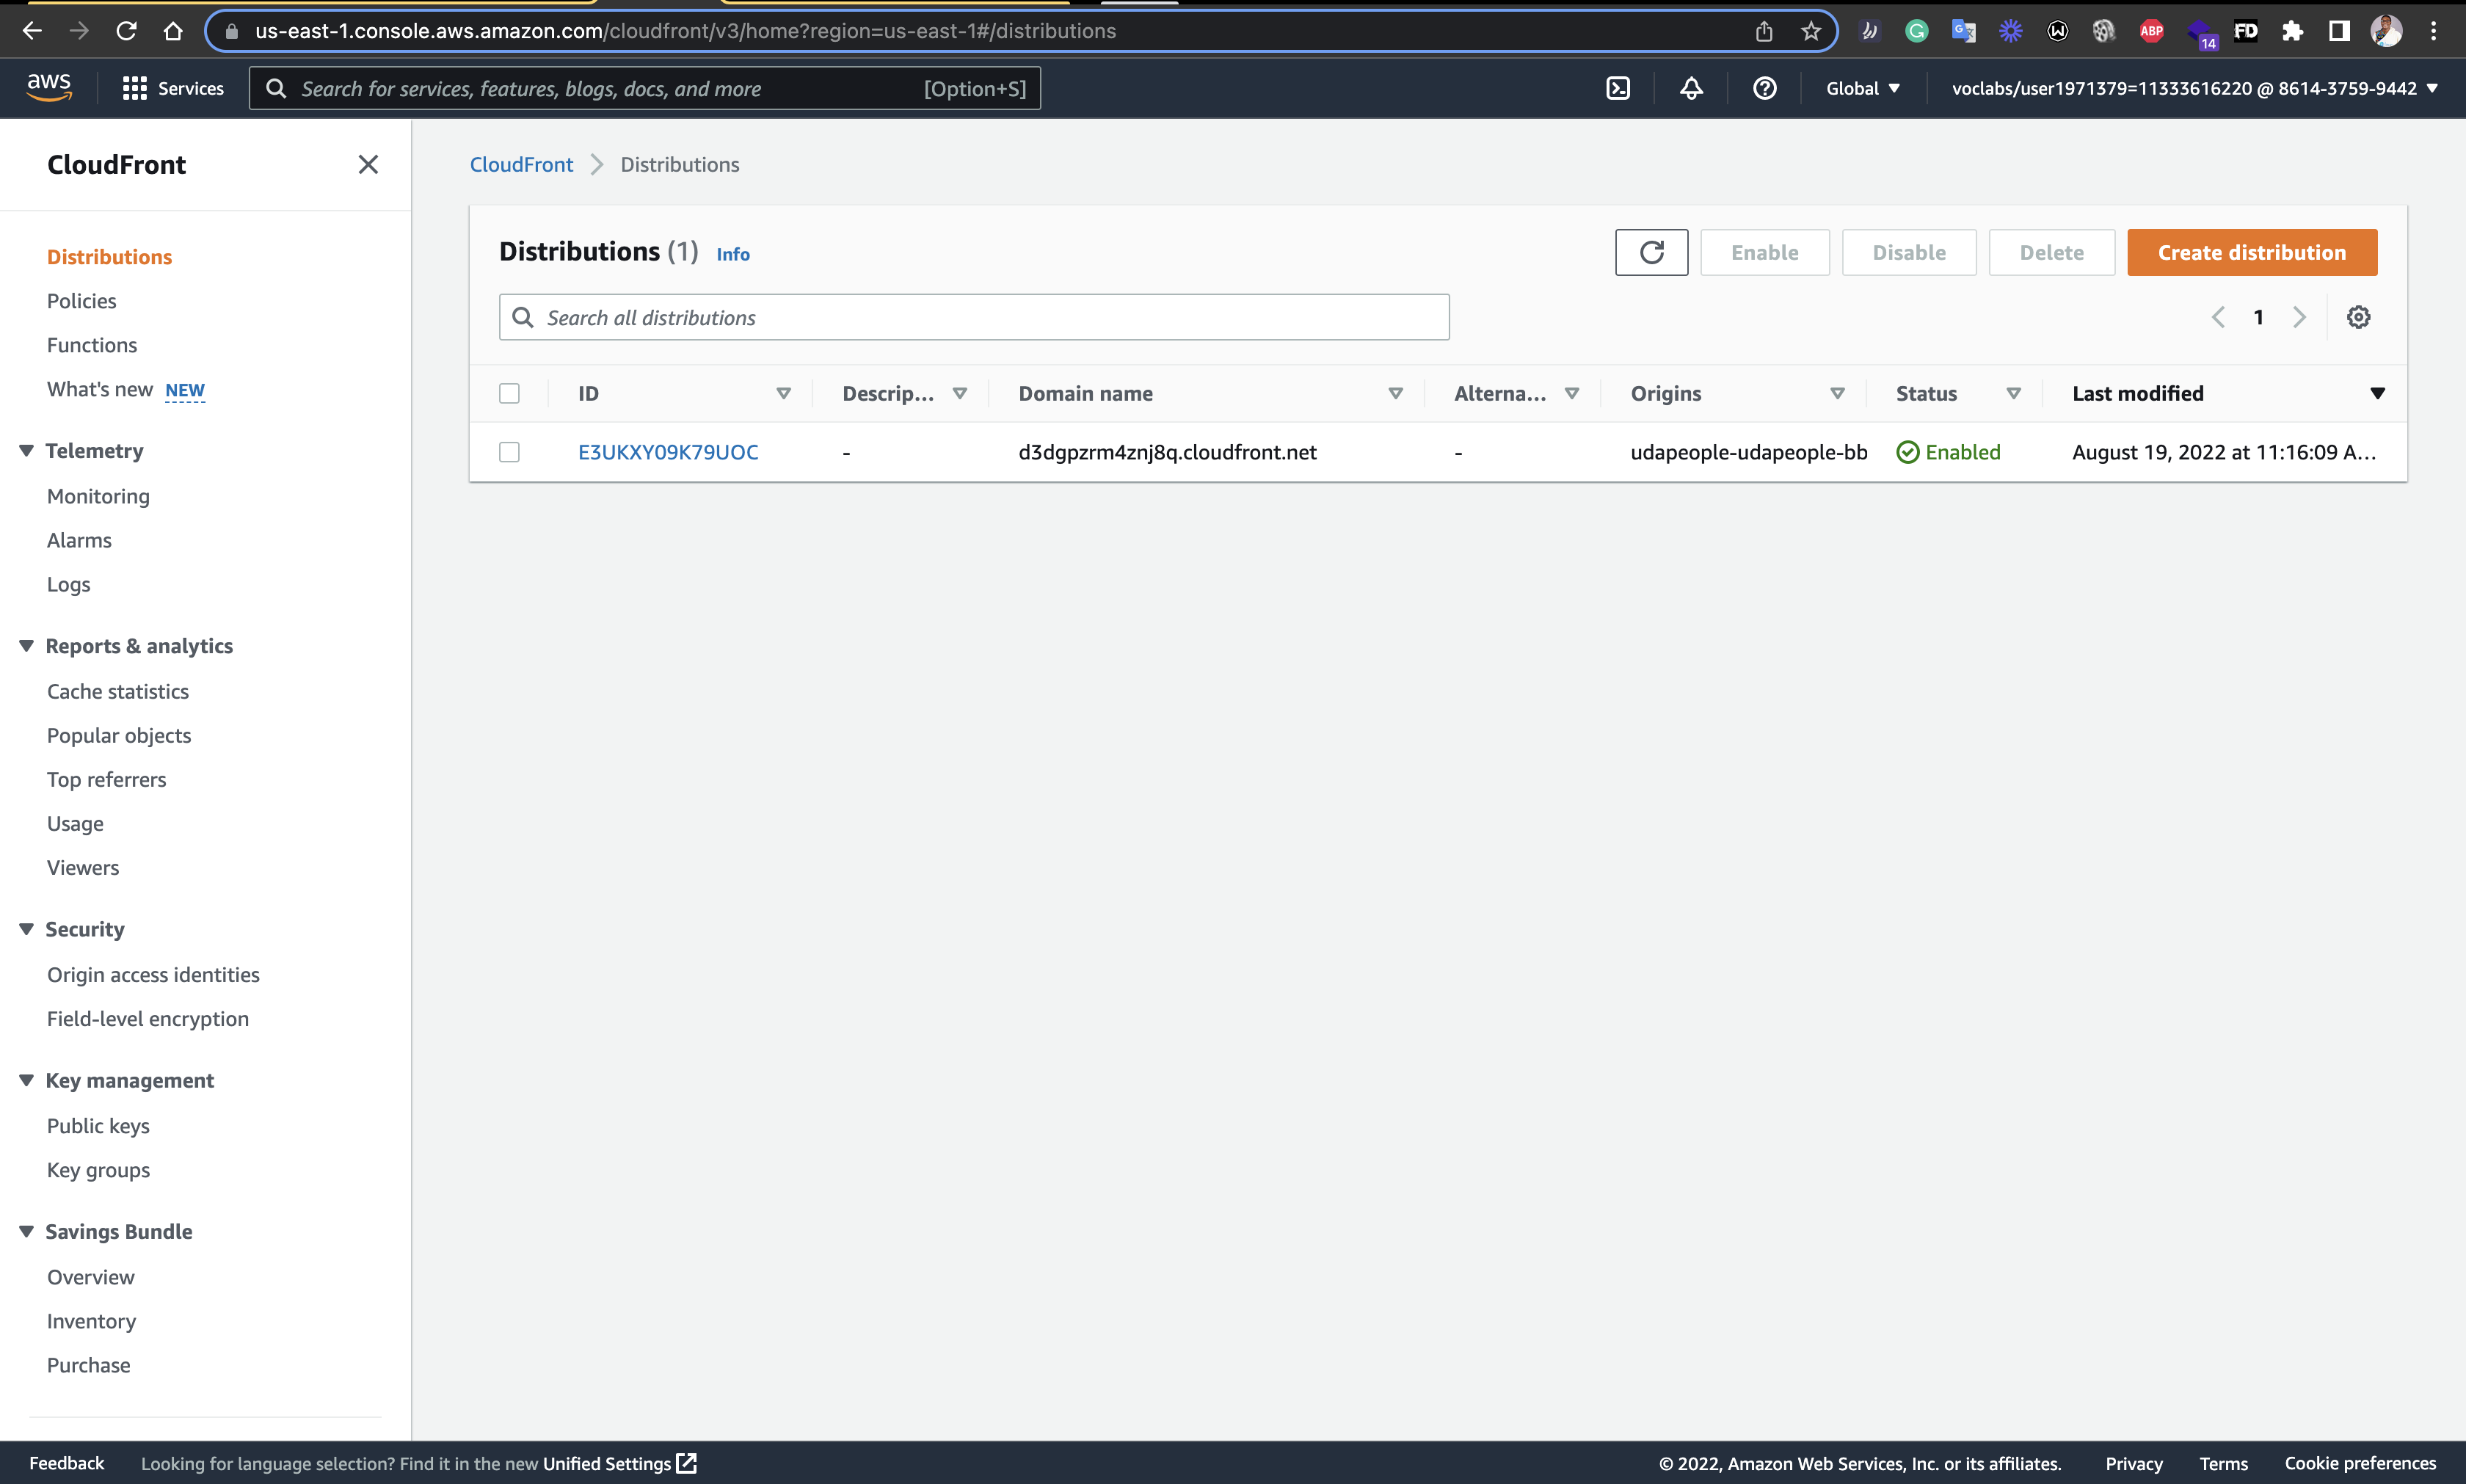 us-east-1.console.aws.amazon.com/cloudfront/v3/home?region=us-east-1#/distributions
ABP
14
FD
aws
Services
Search for services, features, blogs, docs, and more
[Option+S]
Global
voclabs/user1971379=11333616220 @ 8614-3759-9442
CloudFront
Distributions
Policies
Functions
What's new NEW
Telemetry
Monitoring
Alarms
Logs
Reports & analytics
Cache statistics
Popular objects
Top referrers
Usage
Viewers
Security
Origin access identities
Field-level encryption
Key management
Public keys
Key groups
Savings Bundle
Overview
Inventory
Purchase
CloudFront
Distributions
Distributions (1) Info
Enable
Disable
Delete
Create distribution
Search all distributions
1
ID
Descrip...
Domain name
Alterna...
Origins
Status
Last modified
E3UKXY09K79UOC
-
d3dgpzrm4znj8q.cloudfront.net
-
udapeople-udapeople-bb
Enabled
August 19, 2022 at 11:16:09 A...
Feedback
Looking for language selection? Find it in the new Unified Settings
© 2022, Amazon Web Services, Inc. or its affiliates.
Privacy
Terms
Cookie preferences